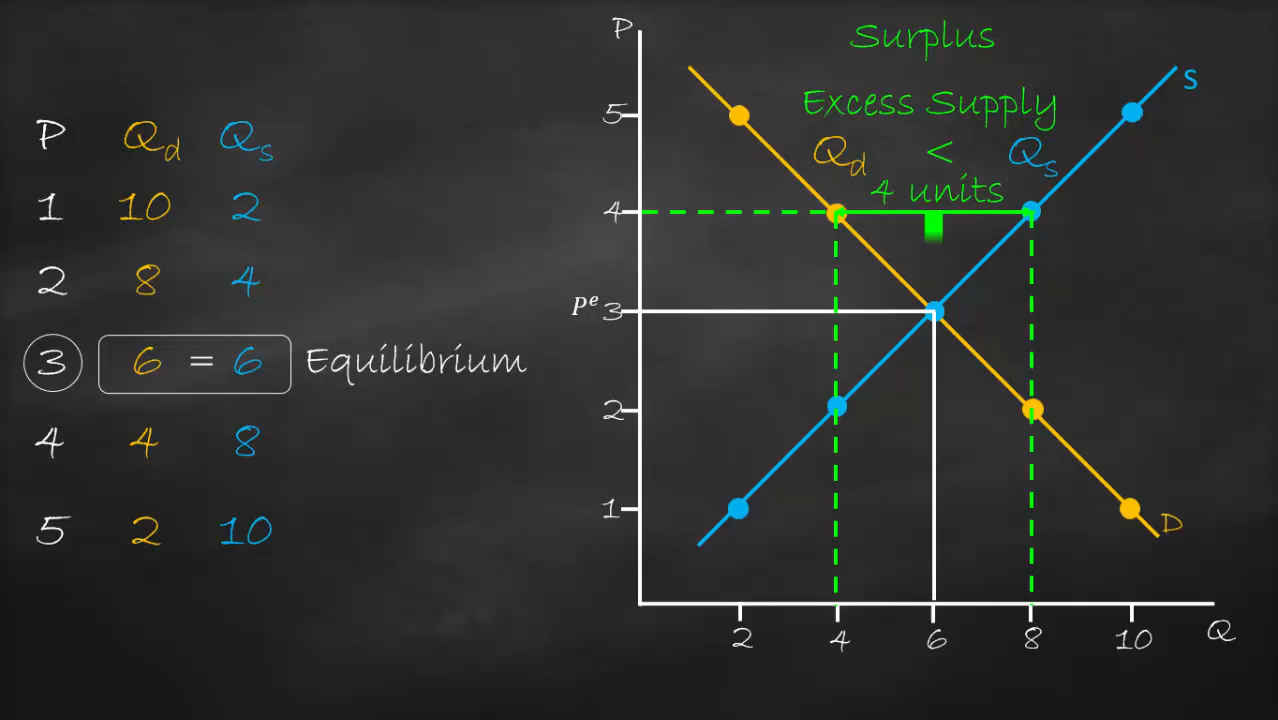 P Qd Qs
1 10 2
2 8 4
3 6 = 6 Equilibrium
4 4 8
5 2 10
P
Surplus
S
Excess Supply
5
Qd < Qs
4 units
4
Pᵉ 3
2
1
D
2 4 6 8 10 Q